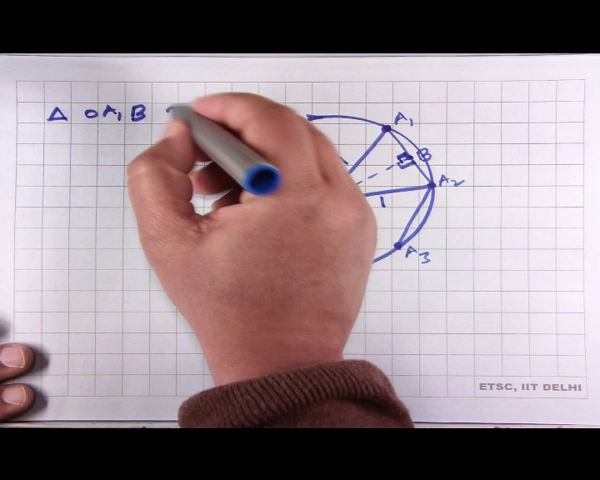 Δ OA₁B
A₁
B
A₂
1
A₃
ETSC, IIT DELHI